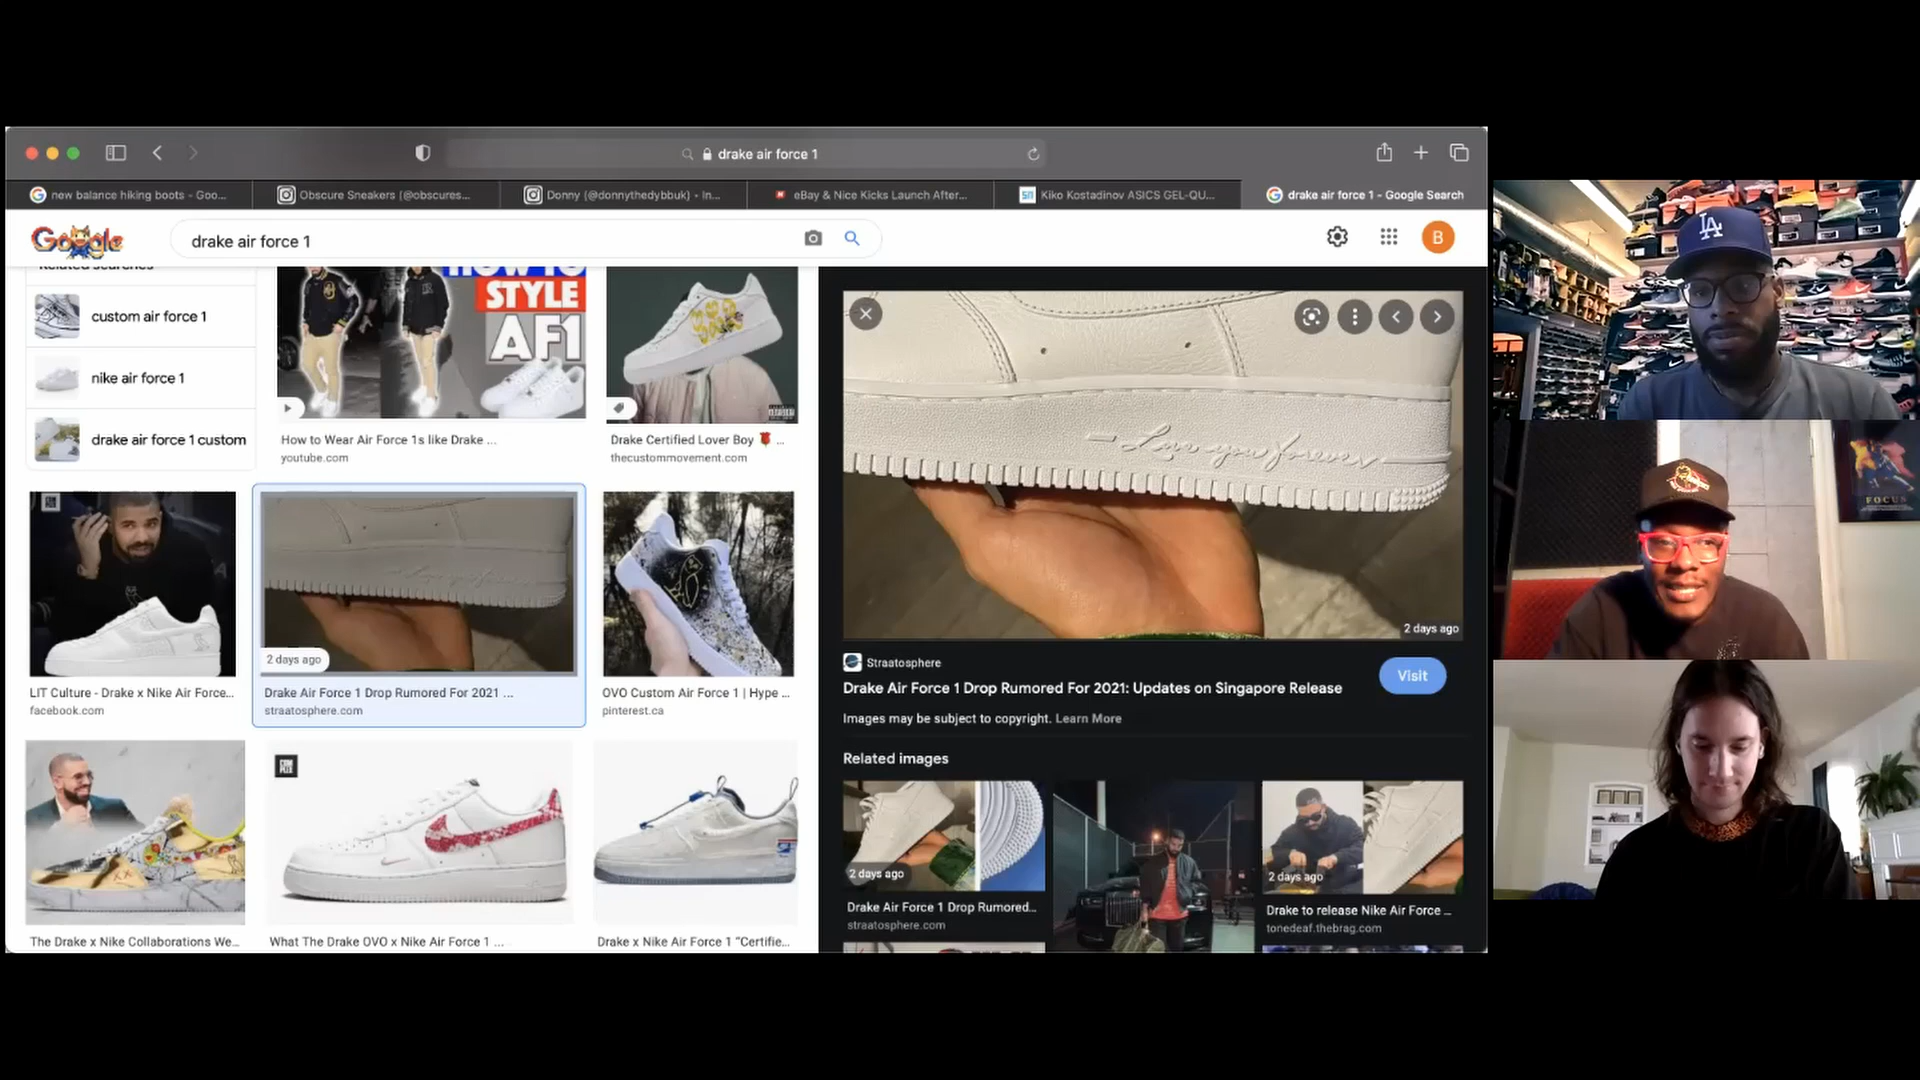 drake air force 1
new balance hiking boots - Goo...
Obscure Sneakers (@obscures...
Donny (@donnythedybbuk) • In...
eBay & Nice Kicks Launch After...
Kiko Kostadinov ASICS GEL-QU...
drake air force 1 - Google Search
Google
drake air force 1
B
Related searches
custom air force 1
nike air force 1
drake air force 1 custom
HOW TO
STYLE
AF1
How to Wear Air Force 1s like Drake ...
youtube.com
Drake Certified Lover Boy 🌹 ...
thecustommovement.com
LIT Culture - Drake x Nike Air Force...
facebook.com
2 days ago
Drake Air Force 1 Drop Rumored For 2021 ...
straatosphere.com
OVO Custom Air Force 1 | Hype ...
pinterest.ca
The Drake x Nike Collaborations We...
What The Drake OVO x Nike Air Force 1 ...
Drake x Nike Air Force 1 "Certifie...
Love you forever
2 days ago
Straatosphere
Visit
Drake Air Force 1 Drop Rumored For 2021: Updates on Singapore Release
Images may be subject to copyright. Learn More
Related images
2 days ago
Drake Air Force 1 Drop Rumored...
straatosphere.com
2 days ago
Drake to release Nike Air Force ...
tonedeaf.thebrag.com
LA
FOCUS